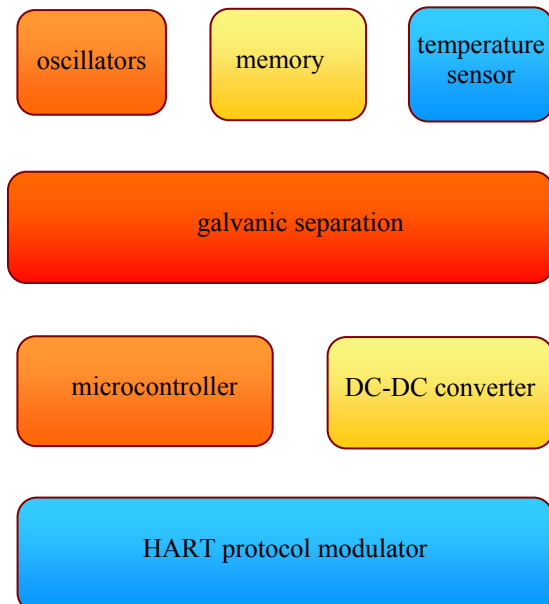 oscillators
memory
temperature
sensor
galvanic separation
microcontroller
DC-DC converter
HART protocol modulator